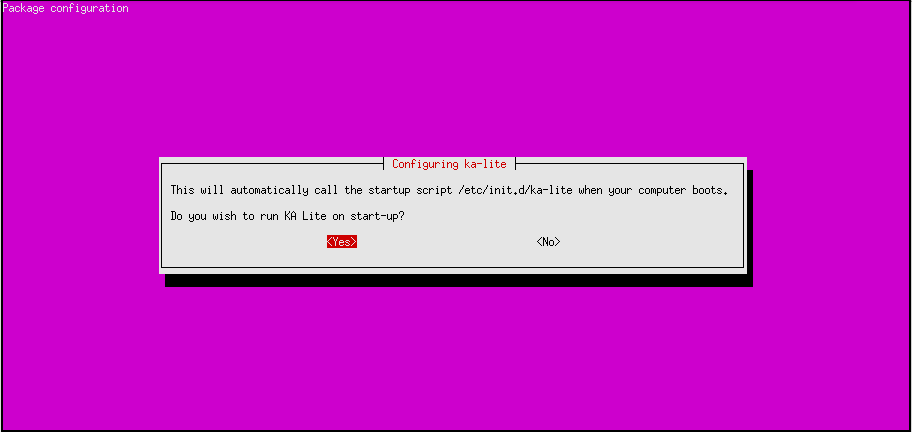 Package configuration
Configuring ka-lite
This will automatically call the startup script /etc/init.d/ka-lite when your computer boots.
Do you wish to run KA Lite on start-up?
<Yes> <No>